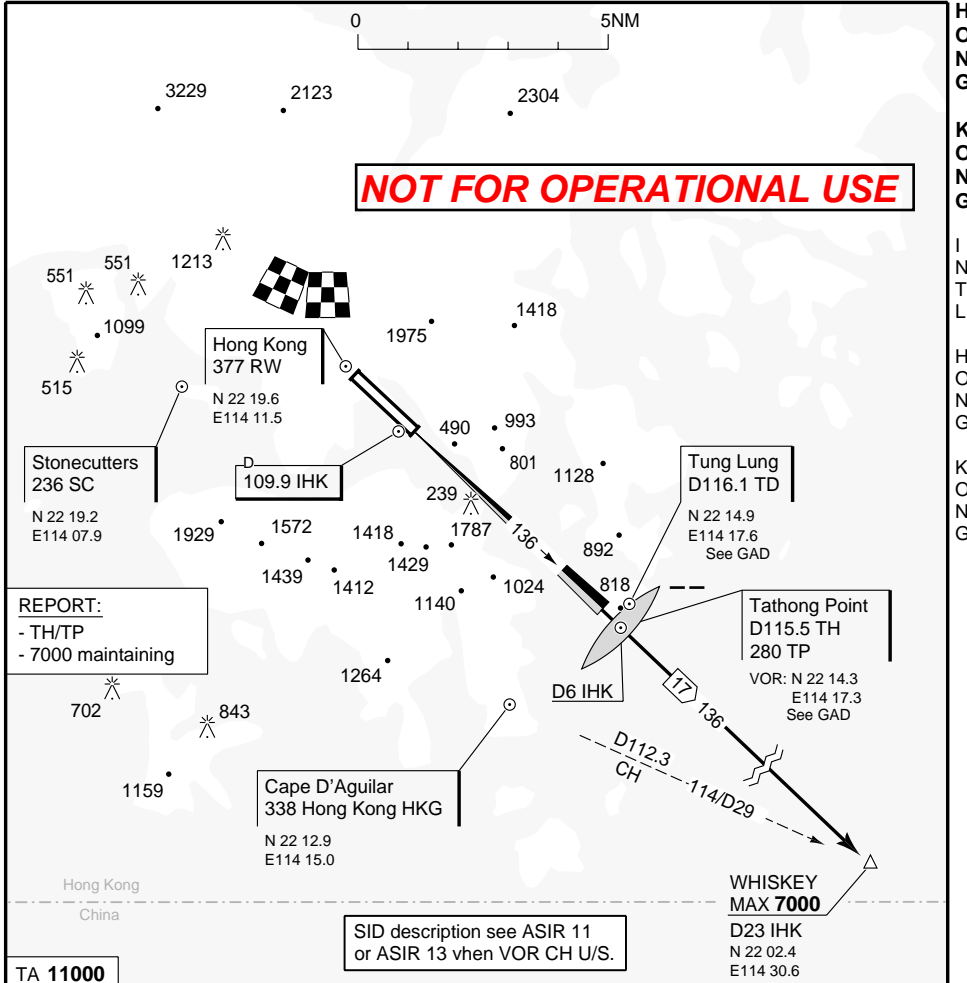 0 5NM
3229
2123
2304
NOT FOR OPERATIONAL USE
551
551
1213
1099
515
1975
1418
Hong Kong
377 RW
N 22 19.6
E114 11.5
Stonecutters
236 SC
N 22 19.2
E114 07.9
D
109.9 IHK
490
993
801
1128
239
Tung Lung
D116.1 TD
N 22 14.9
E114 17.6
See GAD
1929
1572
1439
1412
1418
1429
1787
136
892
818
1024
1140
REPORT:
- TH/TP
- 7000 maintaining
Tathong Point
D115.5 TH
280 TP
VOR: N 22 14.3
E114 17.3
See GAD
1264
D6 IHK
702
843
17
136
1159
D112.3
CH
114/D29
Cape D'Aguilar
338 Hong Kong HKG
N 22 12.9
E114 15.0
Hong Kong
China
WHISKEY
MAX 7000
D23 IHK
N 22 02.4
E114 30.6
SID description see ASIR 11
or ASIR 13 vhen VOR CH U/S.
TA 11000
H
O
N
G
K
O
N
G
I
N
T
L
H
O
N
G
K
O
N
G